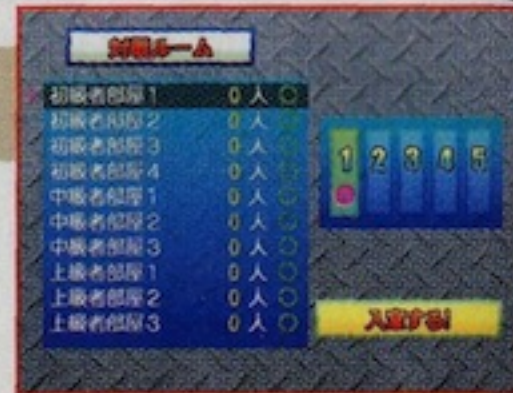 対戦ルーム
初級者部屋1 0人
初級者部屋2 0人
初級者部屋3 0人
初級者部屋4 0人
中級者部屋1 0人
中級者部屋2 0人
中級者部屋3 0人
上級者部屋1 0人
上級者部屋2 0人
上級者部屋3 0人
1 2 3 4 5
入室する!